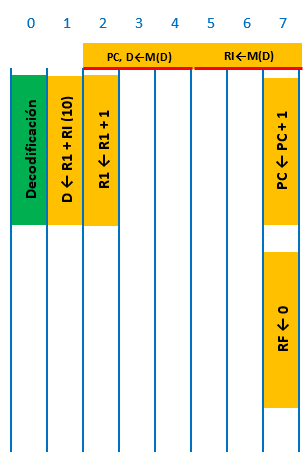 0 1 2 3 4 5 6 7
PC, D←M(D) RI←M(D)
Decodificación
D ← R1 + RI (10)
R1 ← R1 + 1
PC ← PC + 1
RF ← 0